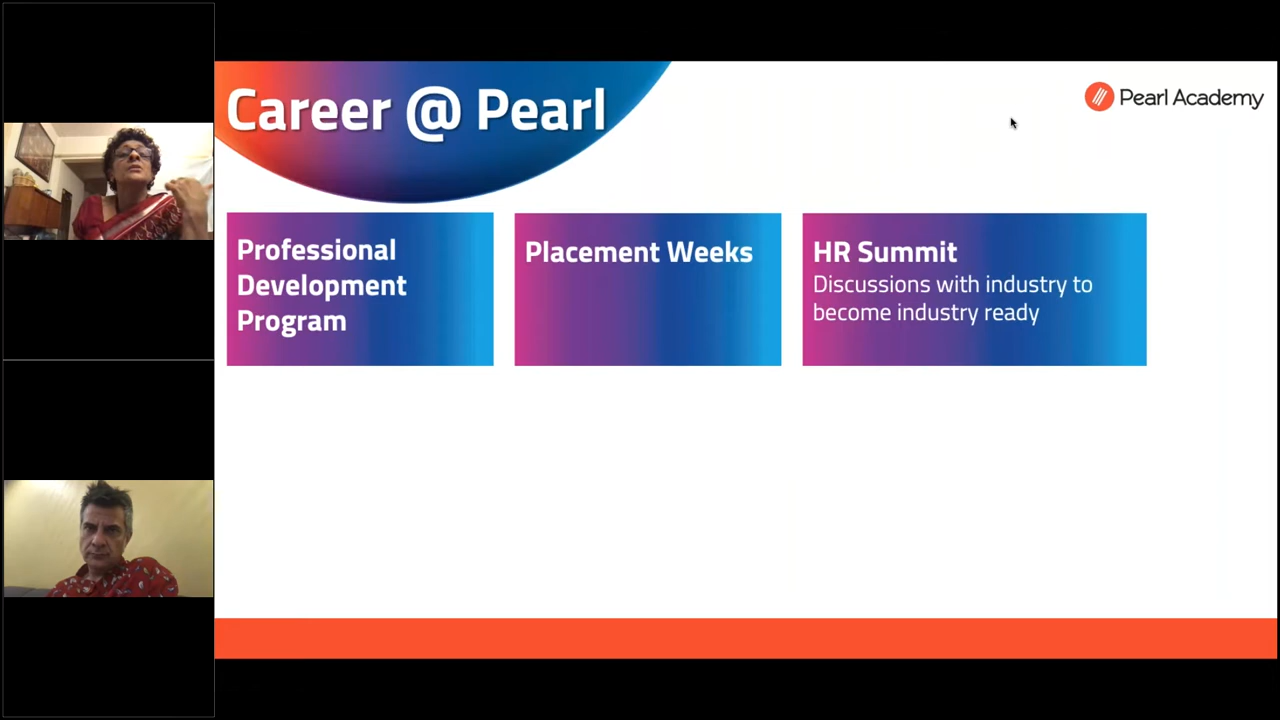 Career @ Pearl
Pearl Academy
Professional
Development
Program
Placement Weeks
HR Summit
Discussions with industry to
become industry ready